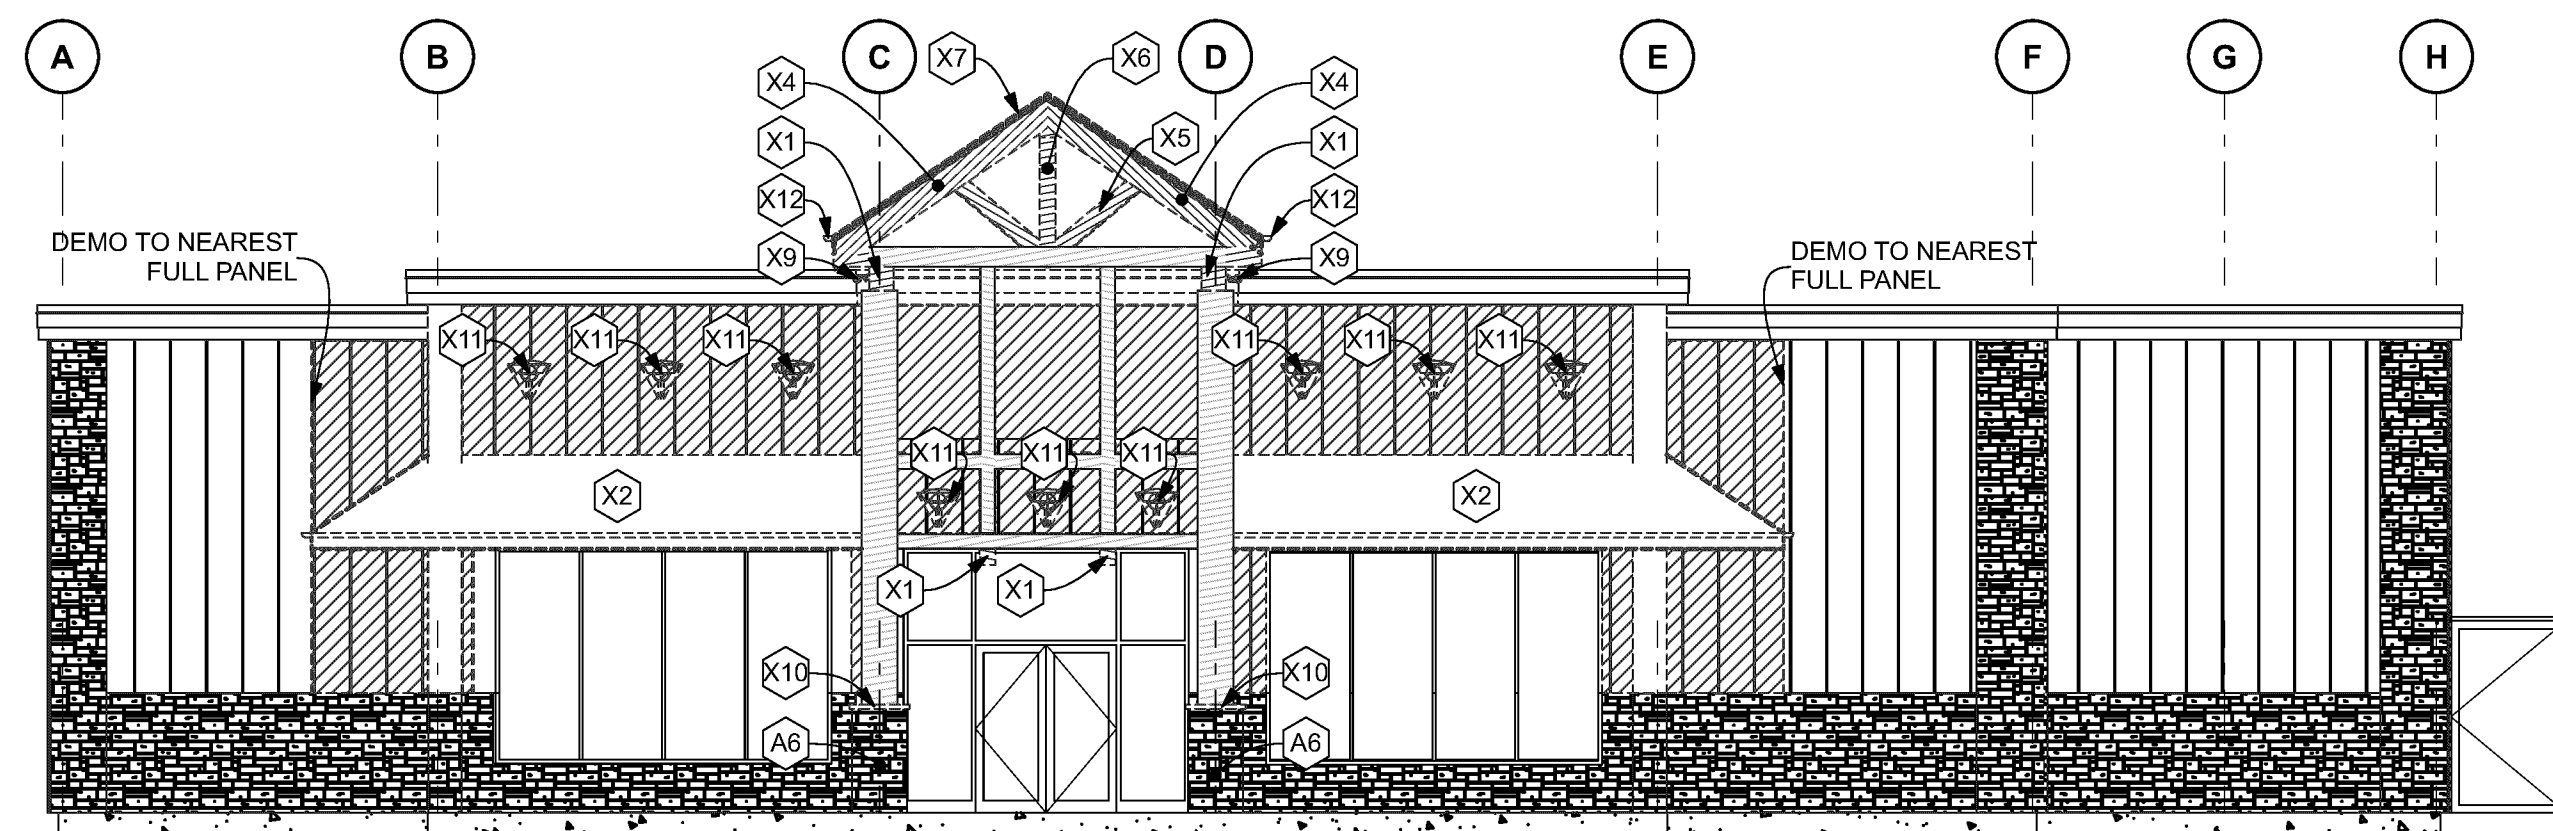 A B C X7 X6 D E F G H
X4 X4
X1 X5 X1
X12 X12
DEMO TO NEAREST
FULL PANEL
X9 X9
DEMO TO NEAREST
FULL PANEL
X11 X11 X11 X11 X11 X11
X11 X11 X11
X2 X2
X1 X1
X10 X10
A6 A6